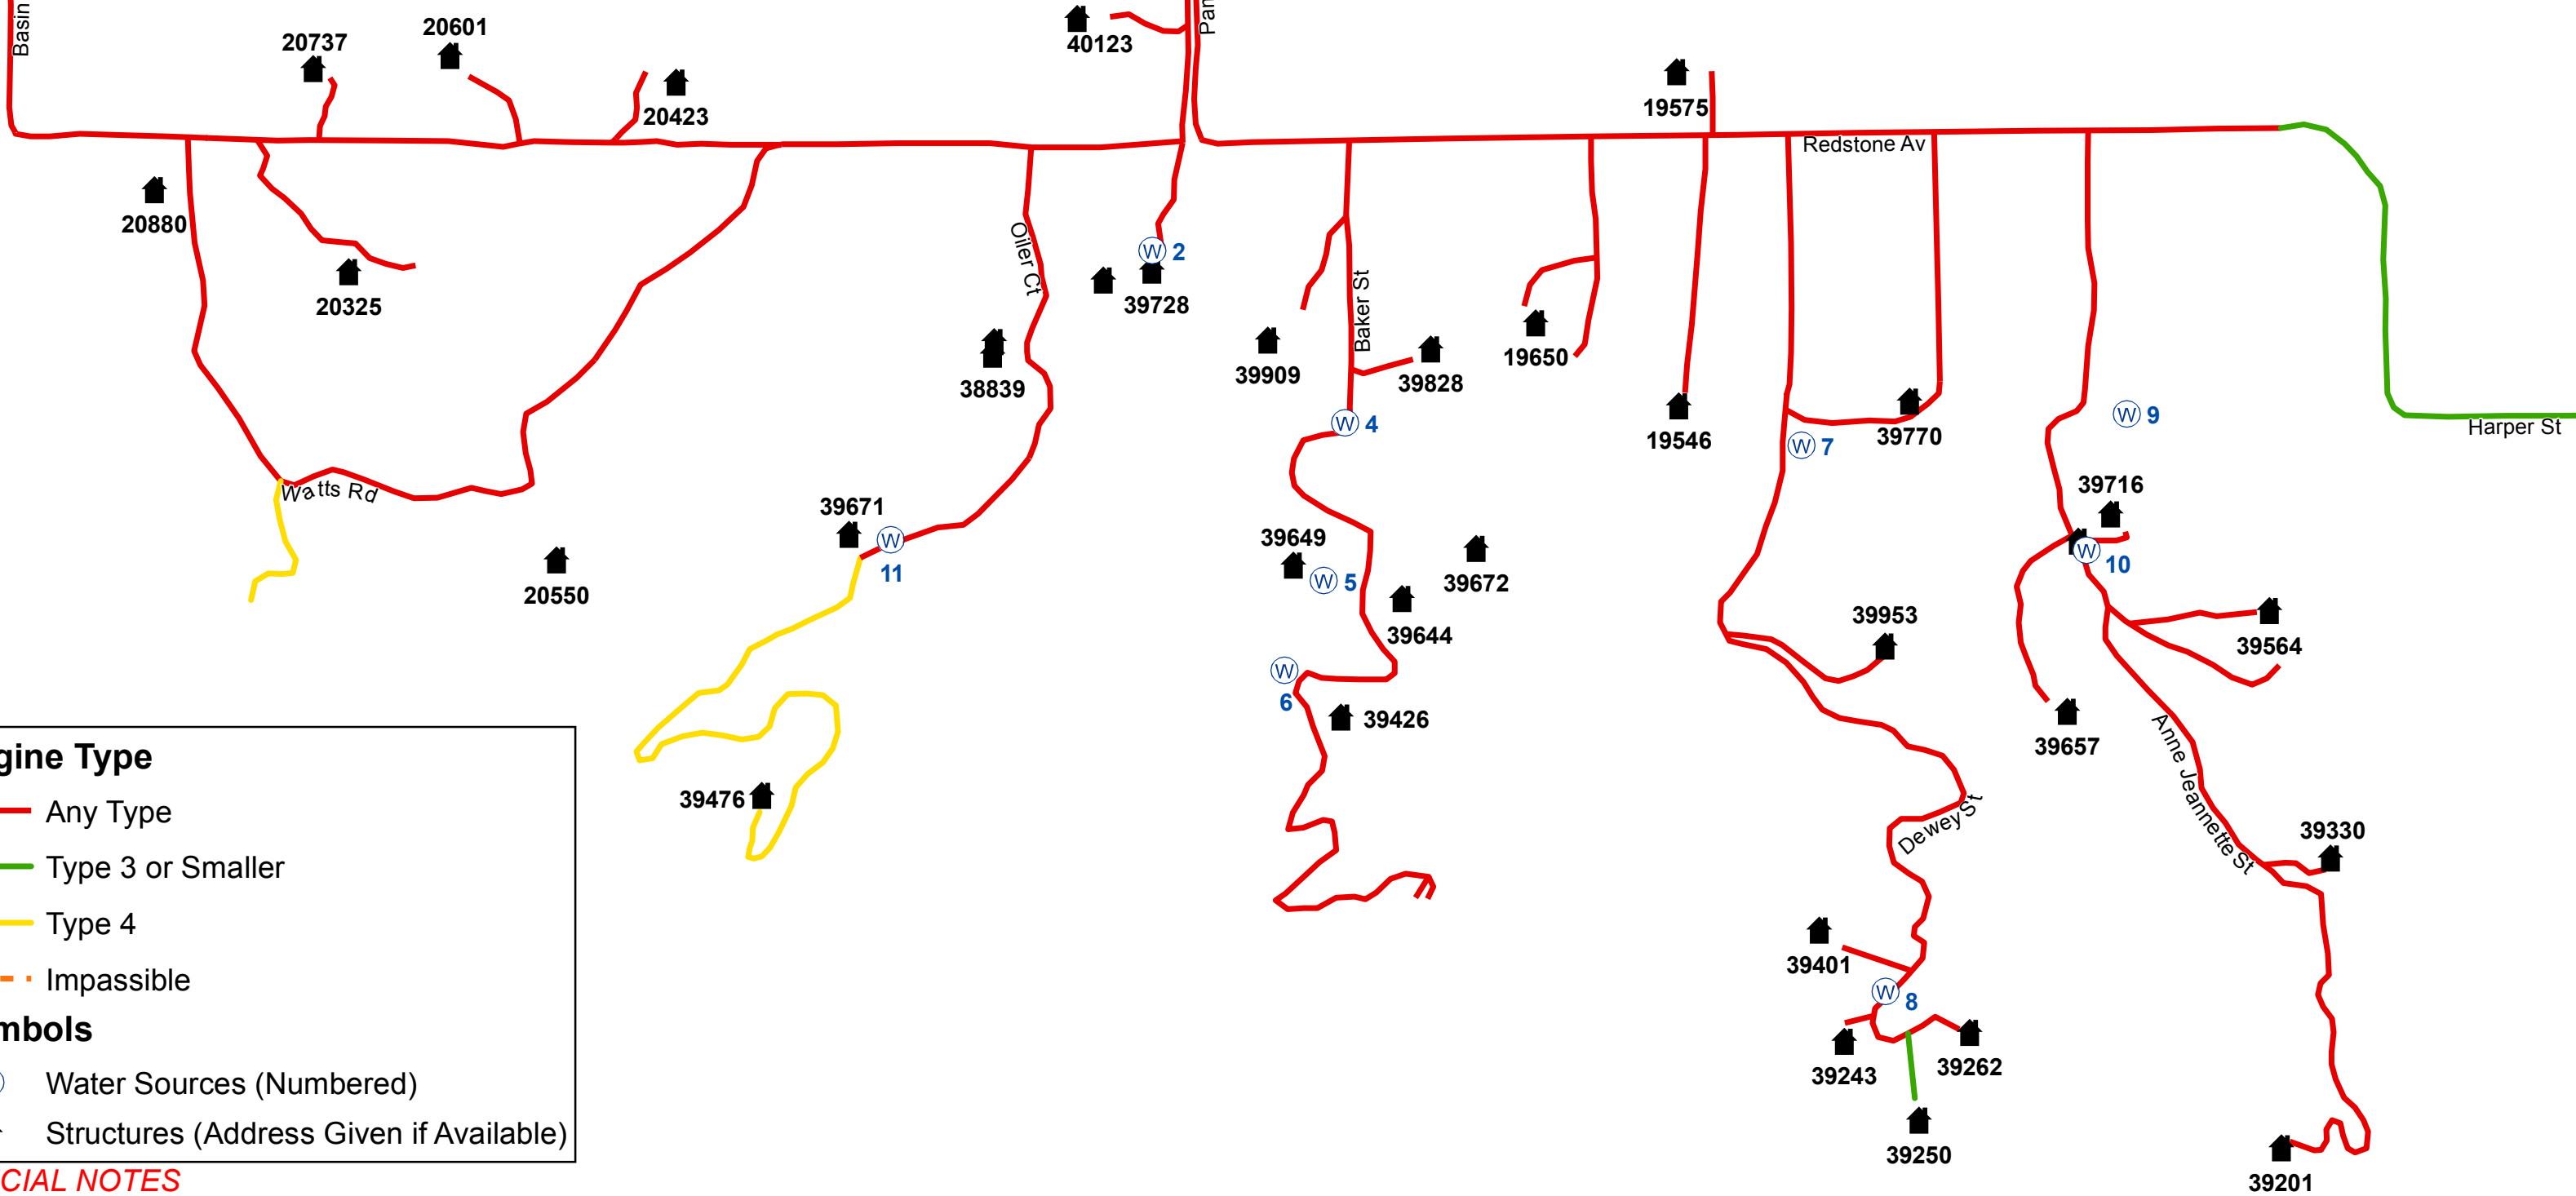 Basin
20737
20601
20423
40123
Pan
19575
Redstone Av
20880
20325
Oiler Ct
2
39728
38839
Baker St
39909
39828
4
19650
19546
7
39770
9
Harper St
Watts Rd
39671
11
20550
39649
5
39672
39644
6
39426
39716
10
39953
39564
39657
Anne Jeannette St
39476
Dewey St
39330
39401
8
39243
39262
39250
39201
gine Type
Any Type
Type 3 or Smaller
Type 4
Impassible
mbols
W Water Sources (Numbered)
Structures (Address Given if Available)
CIAL NOTES